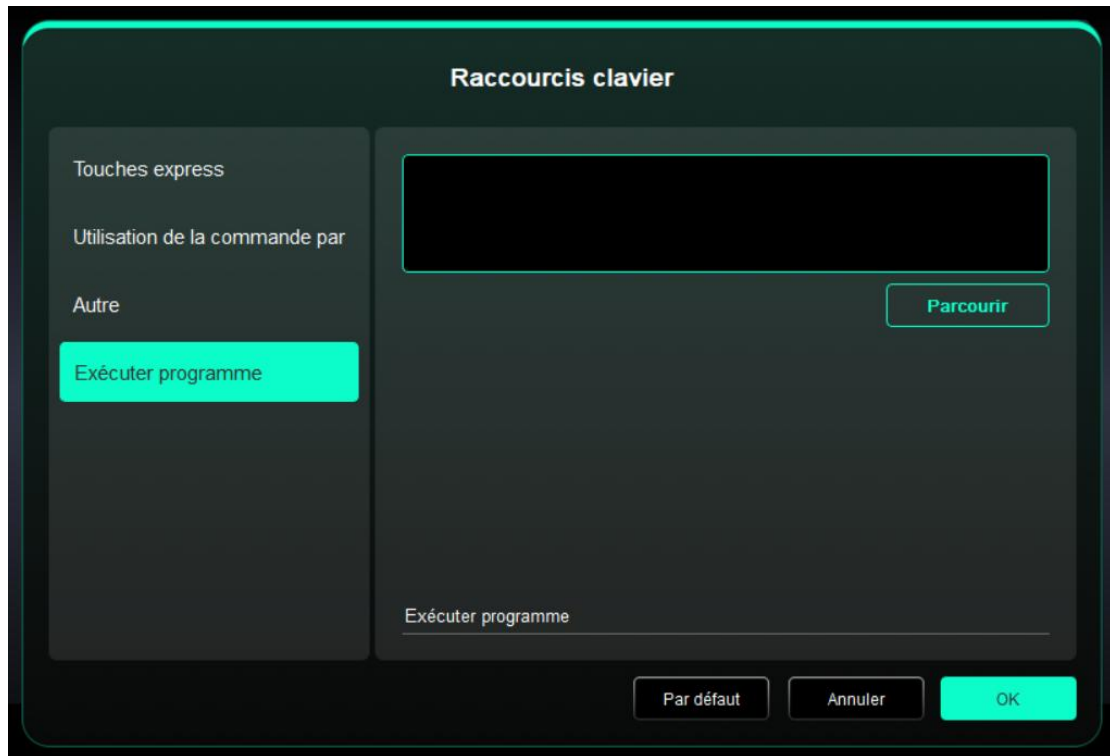 Raccourcis clavier
Touches express
Utilisation de la commande par
Autre
Exécuter programme
Parcourir
Exécuter programme
Par défaut
Annuler
OK